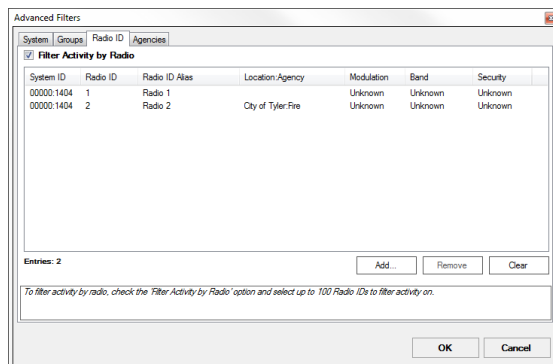 Advanced Filters
System Groups Radio ID Agencies
Filter Activity by Radio
System ID Radio ID Radio ID Alias Location:Agency Modulation Band Security
00000:1404 1 Radio 1 Unknown Unknown Unknown
00000:1404 2 Radio 2 City of Tyler:Fire Unknown Unknown Unknown
Entries: 2
Add... Remove Clear
To filter activity by radio, check the 'Filter Activity by Radio' option and select up to 100 Radio IDs to filter activity on.
OK Cancel